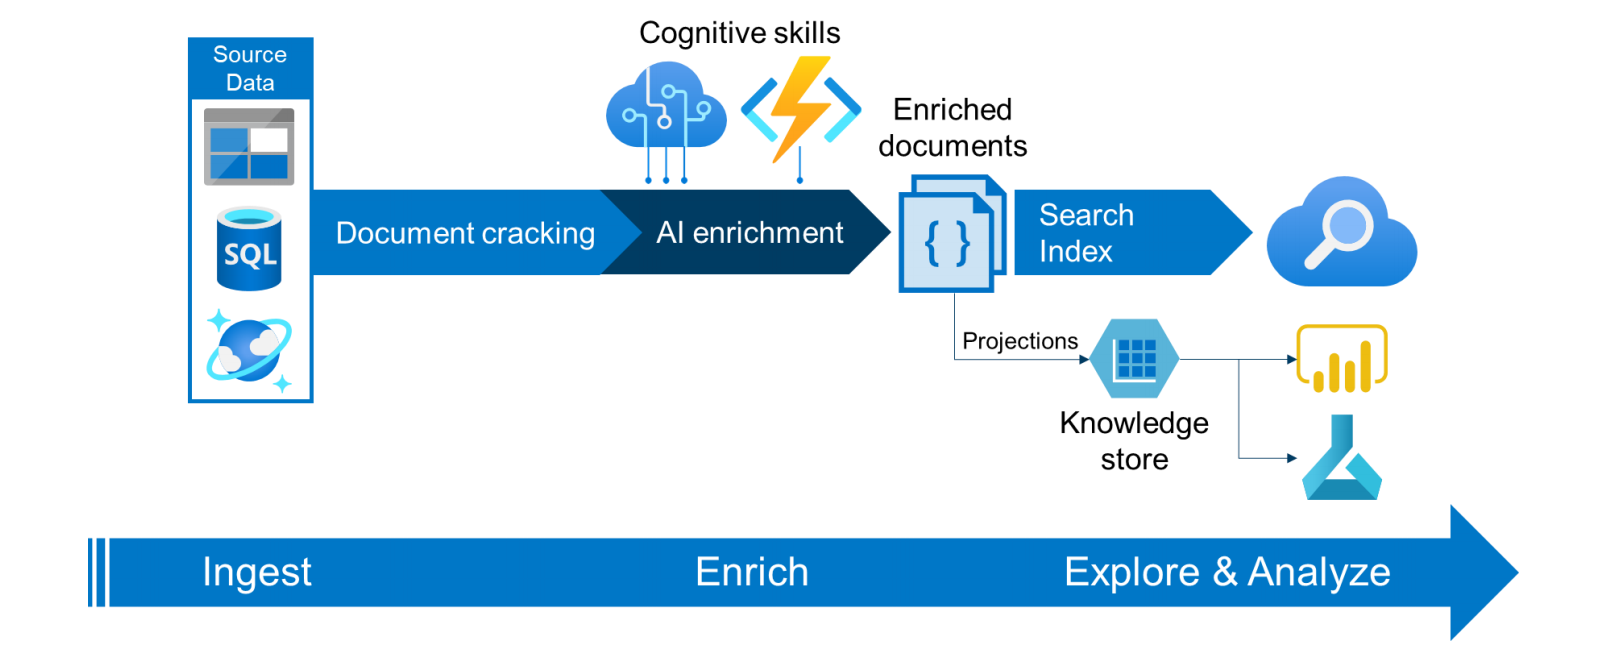 Source
Data
SQL
Document cracking
Cognitive skills
AI enrichment
Enriched
documents
{ }
Search
Index
Projections
Knowledge
store
Ingest
Enrich
Explore & Analyze